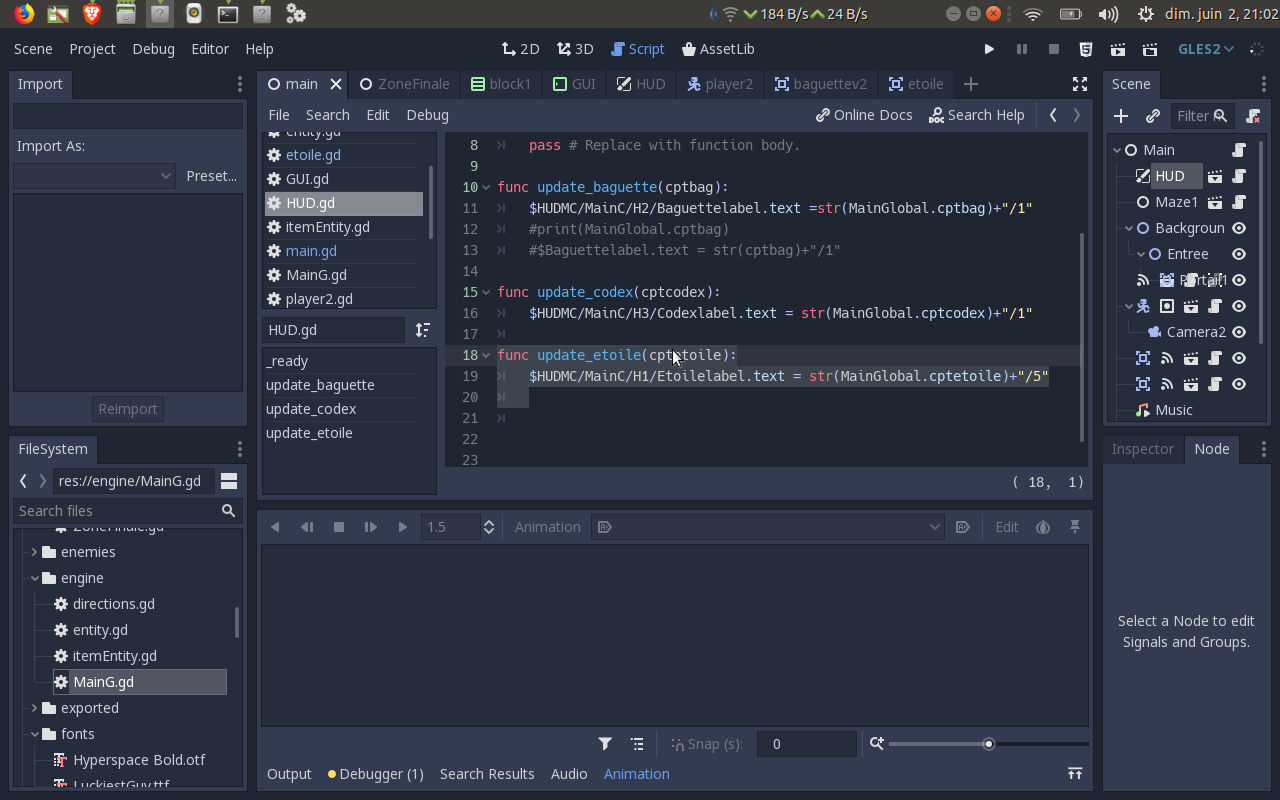 184 B/s 24 B/s
dim. juin 2, 21:02
Scene Project Debug Editor Help
2D 3D Script AssetLib
GLES2
Import
Import As:
Preset...
Reimport
FileSystem
res://engine/MainG.gd
Search files
ZoneFinale.gd
enemies
engine
directions.gd
entity.gd
itemEntity.gd
MainG.gd
exported
fonts
Hyperspace Bold.otf
LuckiestGuy.ttf
main ZoneFinale block1 GUI HUD player2 baguettev2 etoile
File Search Edit Debug
Online Docs Search Help
entity.gd
etoile.gd
GUI.gd
HUD.gd
itemEntity.gd
main.gd
MainG.gd
player2.gd
HUD.gd
_ready
update_baguette
update_codex
update_etoile
8 pass # Replace with function body.
9
10 func update_baguette(cptbag):
11 $HUDMC/MainC/H2/Baguettelabel.text =str(MainGlobal.cptbag)+"/1"
12 #print(MainGlobal.cptbag)
13 #$Baguettelabel.text = str(cptbag)+"/1"
14
15 func update_codex(cptcodex):
16 $HUDMC/MainC/H3/Codexlabel.text = str(MainGlobal.cptcodex)+"/1"
17
18 func update_etoile(cptetoile):
19 $HUDMC/MainC/H1/Etoilelabel.text = str(MainGlobal.cptetoile)+"/5"
20
21
22
23
( 18, 1)
1.5 Animation Edit
Snap (s): 0
Output Debugger (1) Search Results Audio Animation
Scene
Filter
Main
HUD
Maze1
Backgroun
Entree
Portail1
Camera2
Music
Inspector Node
Select a Node to edit
Signals and Groups.